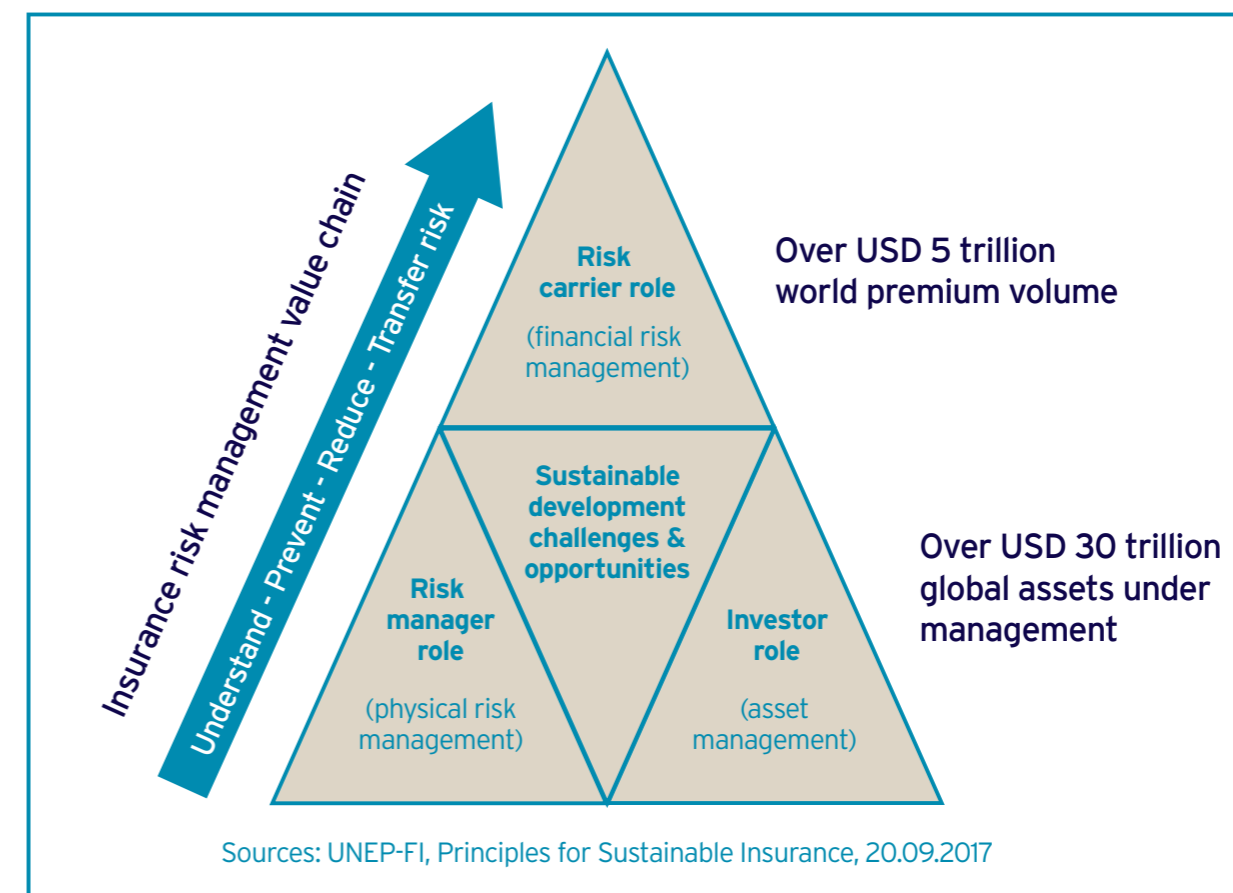 Insurance risk management value chain
Understand - Prevent - Reduce - Transfer risk
Risk
carrier role
(financial risk
management)
Over USD 5 trillion
world premium volume
Sustainable
development
challenges &
opportunities
Risk
manager
role
(physical risk
management)
Investor
role
(asset
management)
Over USD 30 trillion
global assets under
management
Sources: UNEP-FI, Principles for Sustainable Insurance, 20.09.2017